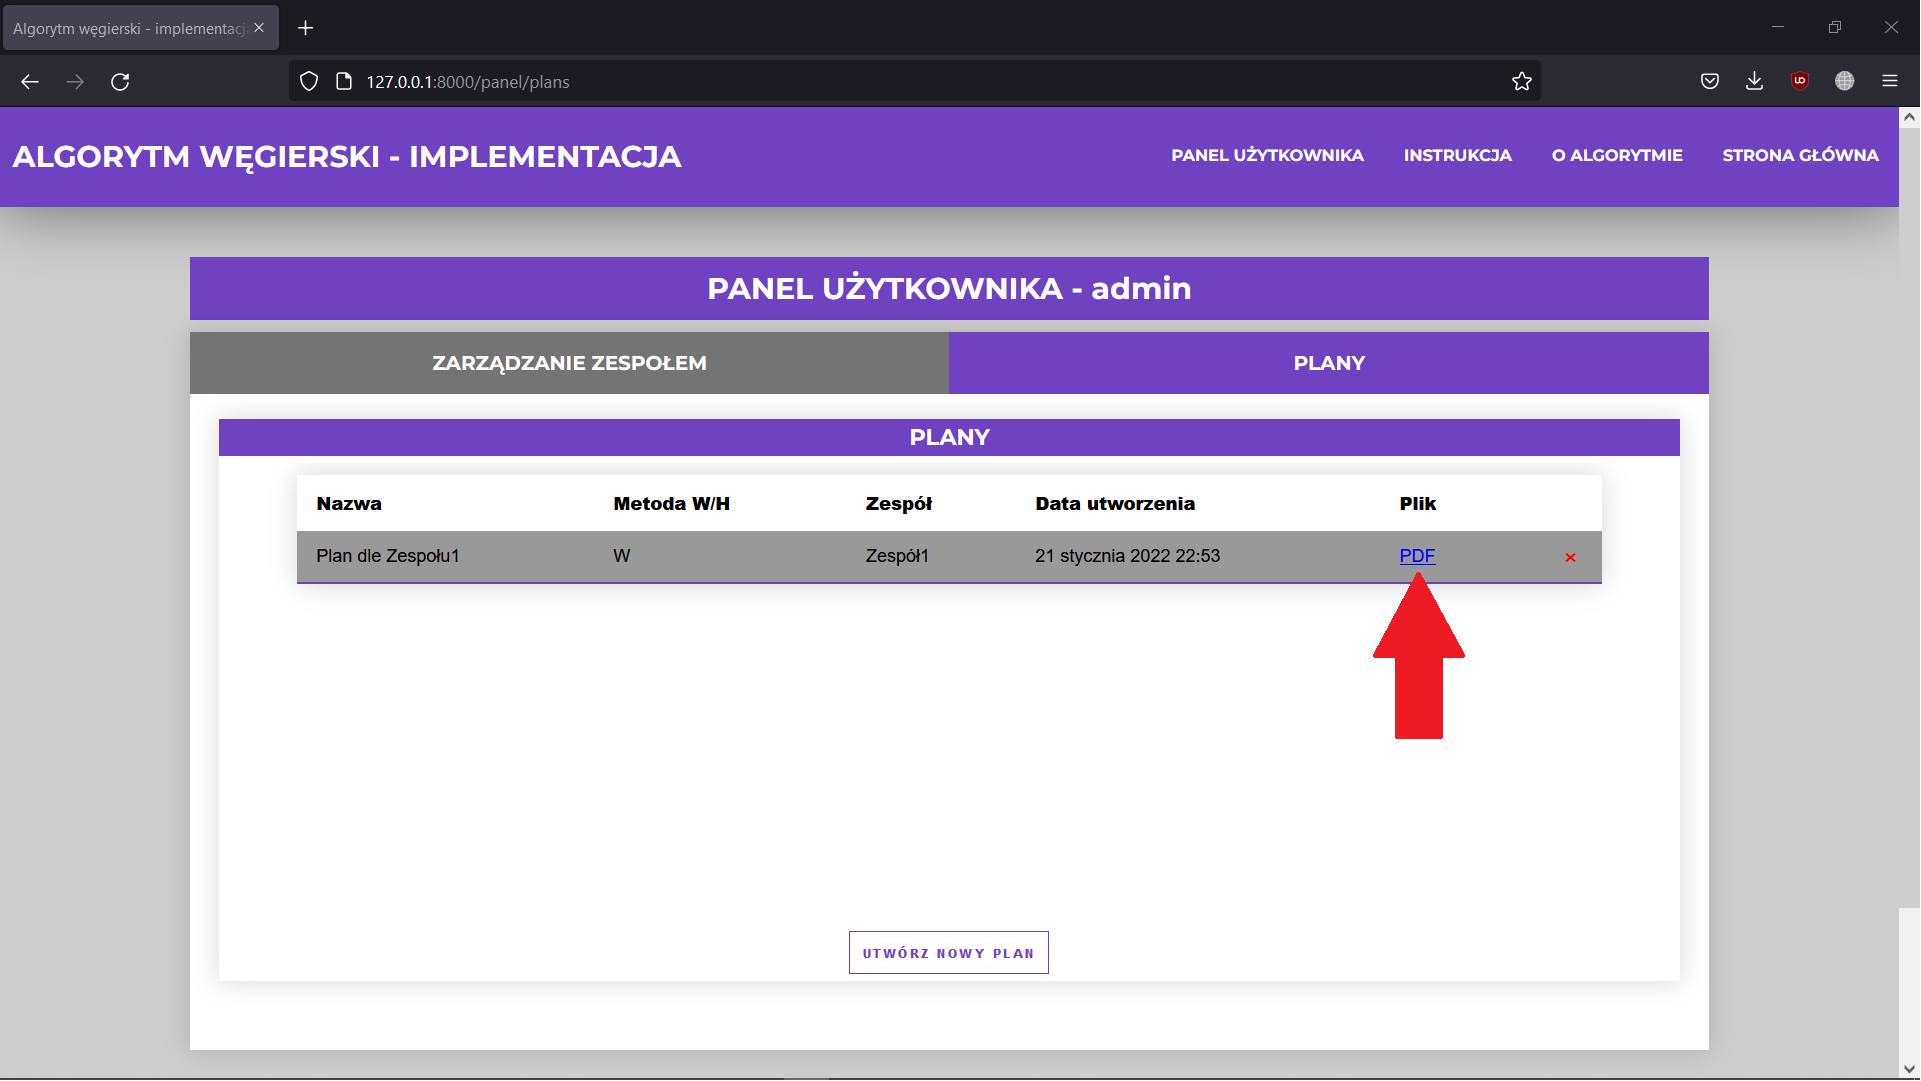 Algorytm węgierski - implementacja
127.0.0.1:8000/panel/plans
ALGORYTM WĘGIERSKI - IMPLEMENTACJA
PANEL UŻYTKOWNIKA INSTRUKCJA O ALGORYTMIE STRONA GŁÓWNA
PANEL UŻYTKOWNIKA - admin
ZARZĄDZANIE ZESPOŁEM PLANY
PLANY
Nazwa Metoda W/H Zespół Data utworzenia Plik
Plan dle Zespołu1 W Zespół1 21 stycznia 2022 22:53 PDF ×
UTWÓRZ NOWY PLAN